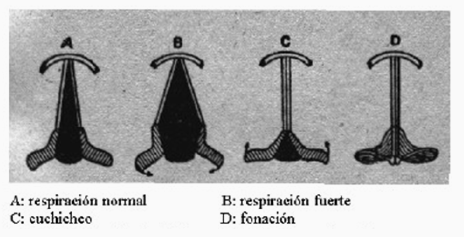 A B C D
A: respiración normal B: respiración fuerte
C: cuchicheo D: fonación